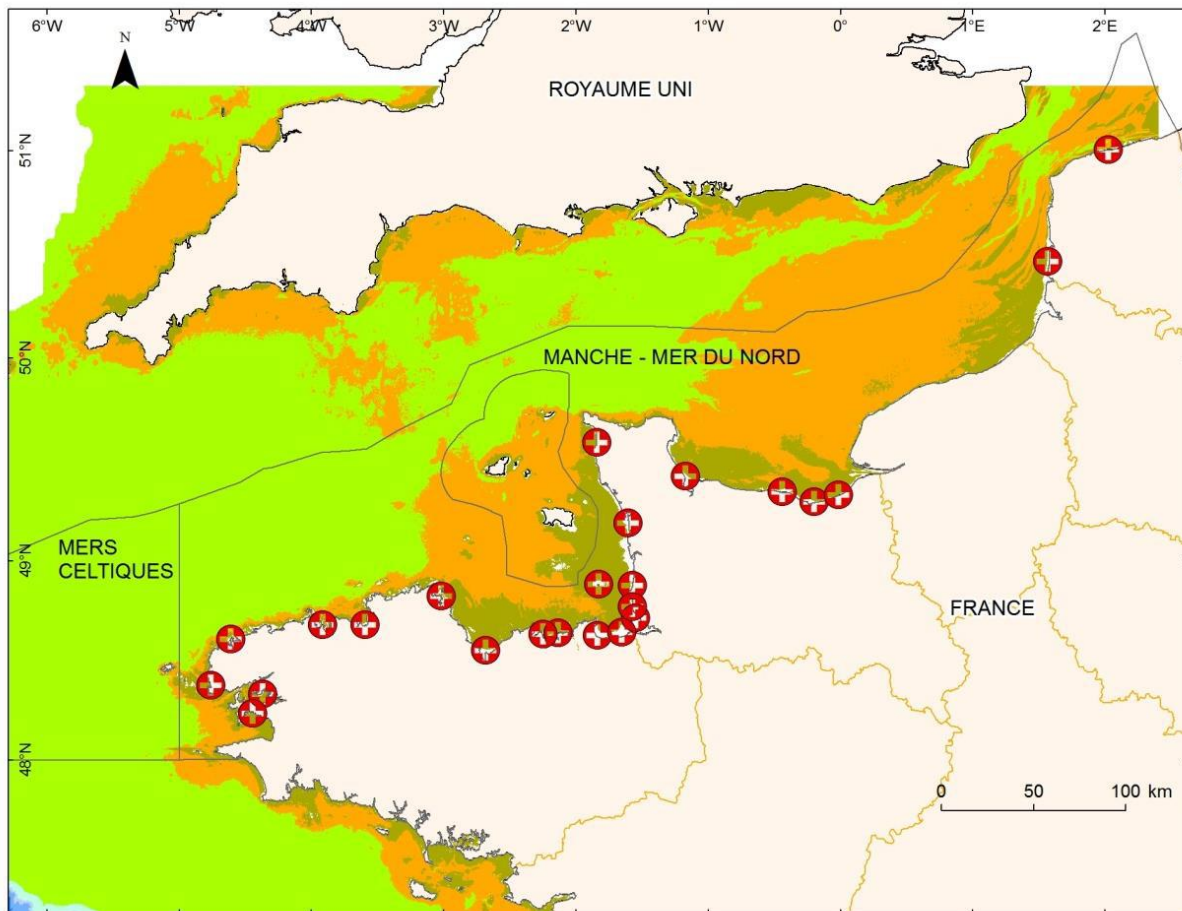 6°W 5°W 4°W 3°W 2°W 1°W 0° 1°E 2°E
N
ROYAUME UNI
51°N
50°N
MANCHE - MER DU NORD
49°N
MERS
CELTIQUES
FRANCE
48°N
0 50 100 km